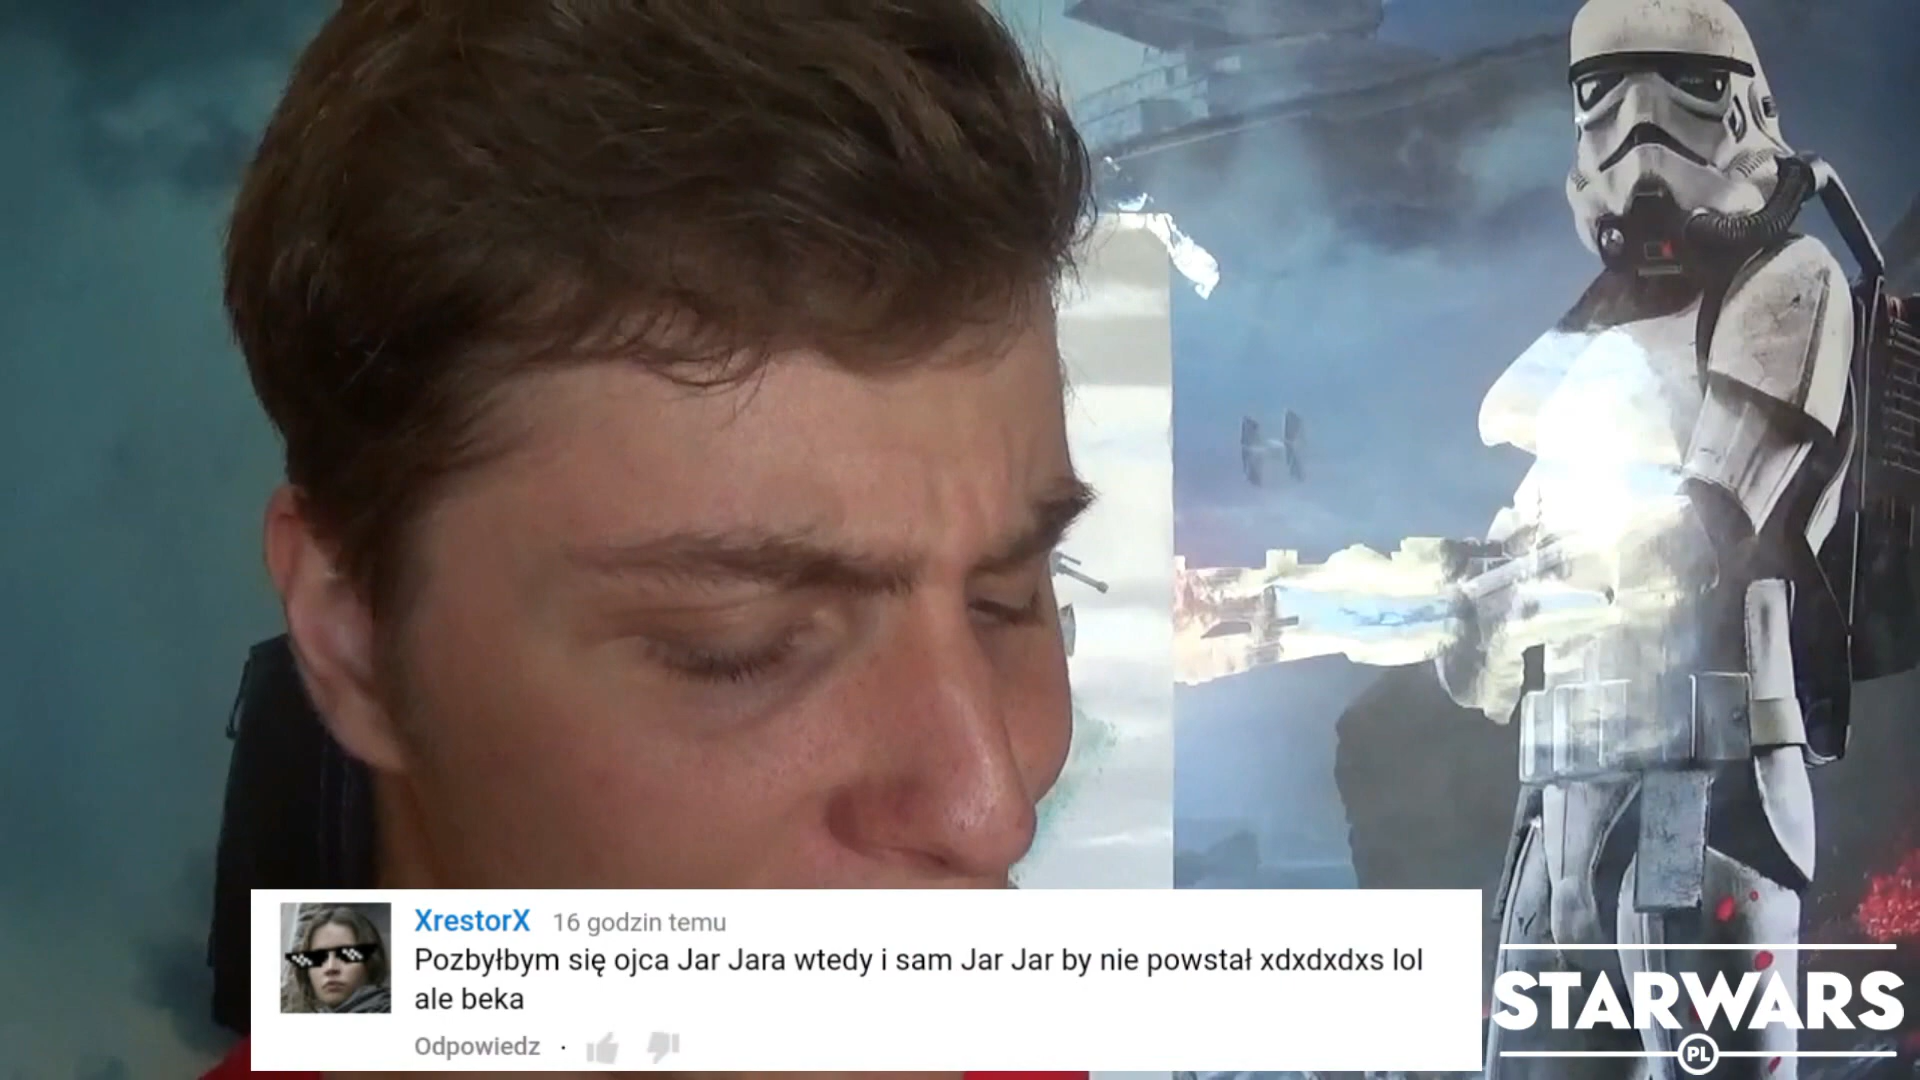 XrestorX 16 godzin temu
Pozbyłbym się ojca Jar Jara wtedy i sam Jar Jar by nie powstał xdxdxdxs lol
ale beka
Odpowiedz ·
STARWARS
PL